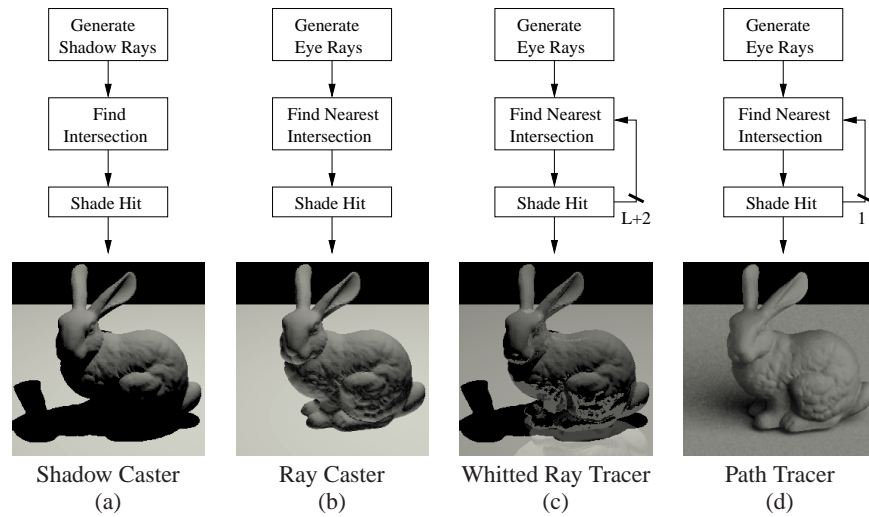 Generate
Shadow Rays
Find
Intersection
Shade Hit
Shadow Caster
(a)
Generate
Eye Rays
Find Nearest
Intersection
Shade Hit
Ray Caster
(b)
Generate
Eye Rays
Find Nearest
Intersection
Shade Hit
L+2
Whitted Ray Tracer
(c)
Generate
Eye Rays
Find Nearest
Intersection
Shade Hit
1
Path Tracer
(d)